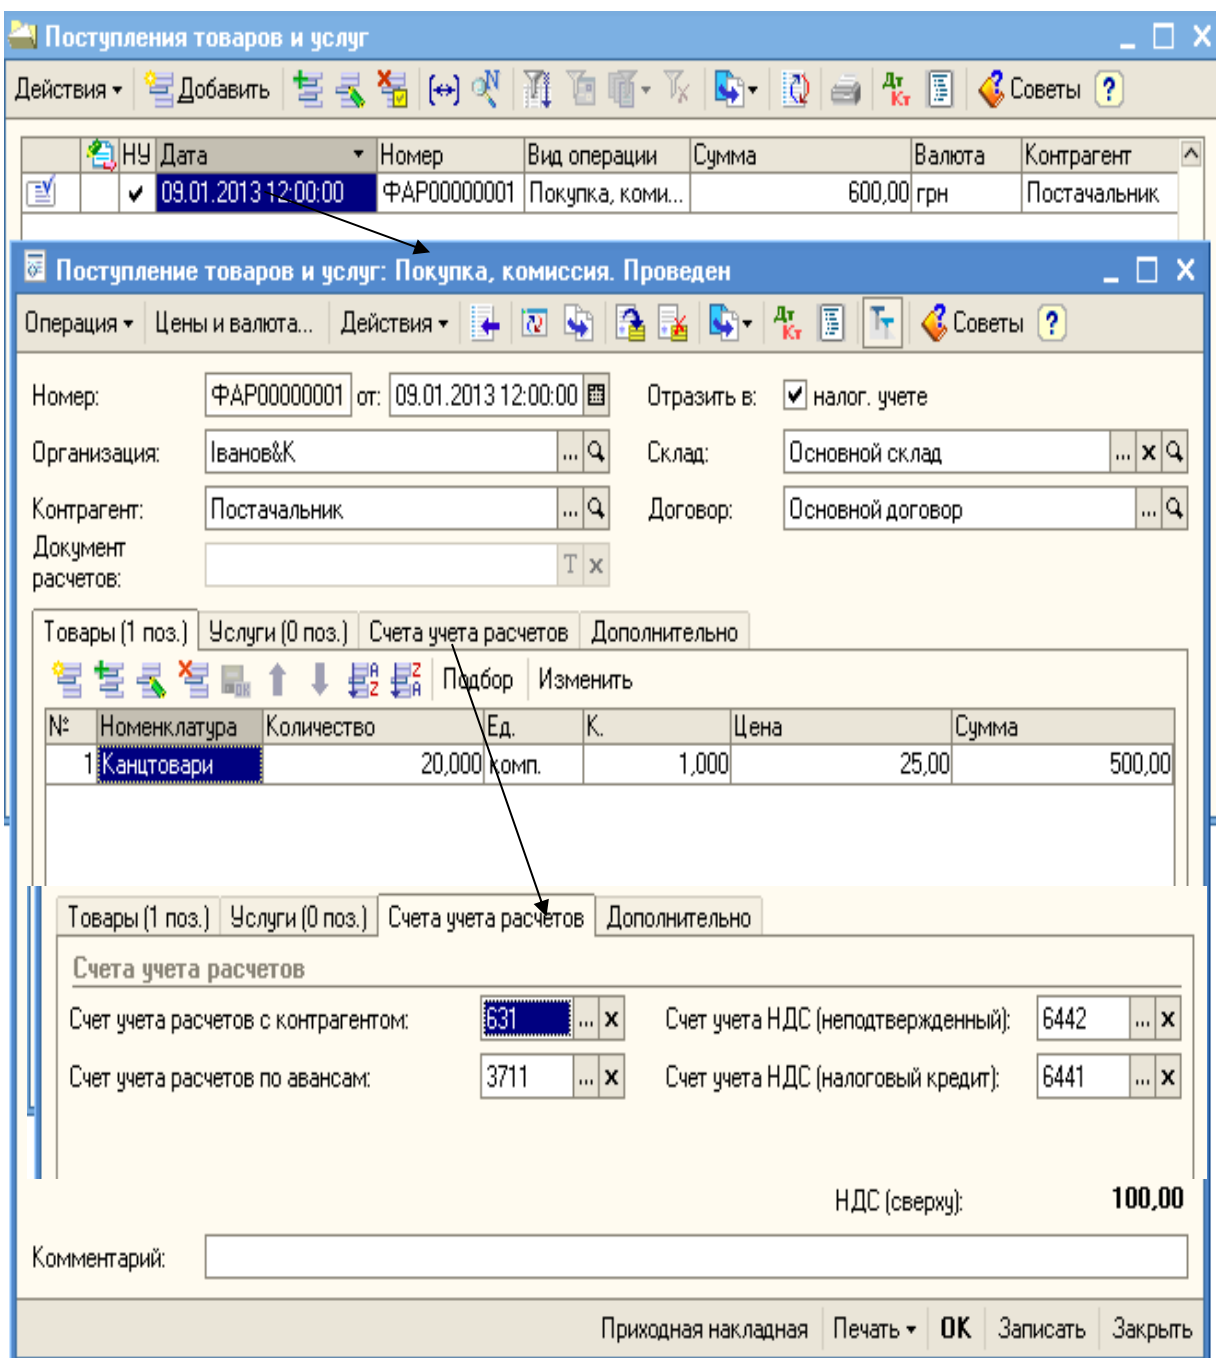 Поступления товаров и услуг
Действия Добавить Дт Кт Советы ?
НУ Дата Номер Вид операции Сумма Валюта Контрагент
09.01.2013 12:00:00 ФАР00000001 Покупка, коми... 600,00 грн Постачальник
Поступление товаров и услуг: Покупка, комиссия. Проведен
Операция Цены и валюта... Действия Дт Кт Советы ?
Номер: ФАР00000001 от: 09.01.2013 12:00:00 Отразить в: налог. учете
Организация: Іванов&К ... Склад: Основной склад ... x
Контрагент: Постачальник ... Договор: Основной договор ...
Документ
расчетов: T x
Товары (1 поз.) Услуги (0 поз.) Счета учета расчетов Дополнительно
Подбор Изменить
№ Номенклатура Количество Ед. К. Цена Сумма
1 Канцтовари 20,000 комп. 1,000 25,00 500,00
Товары (1 поз.) Услуги (0 поз.) Счета учета расчетов Дополнительно
Счета учета расчетов
Счет учета расчетов с контрагентом: 631 ... x Счет учета НДС (неподтвержденный): 6442 ... x
Счет учета расчетов по авансам: 3711 ... x Счет учета НДС (налоговый кредит): 6441 ... x
НДС (сверху): 100,00
Комментарий:
Приходная накладная Печать OK Записать Закрыть